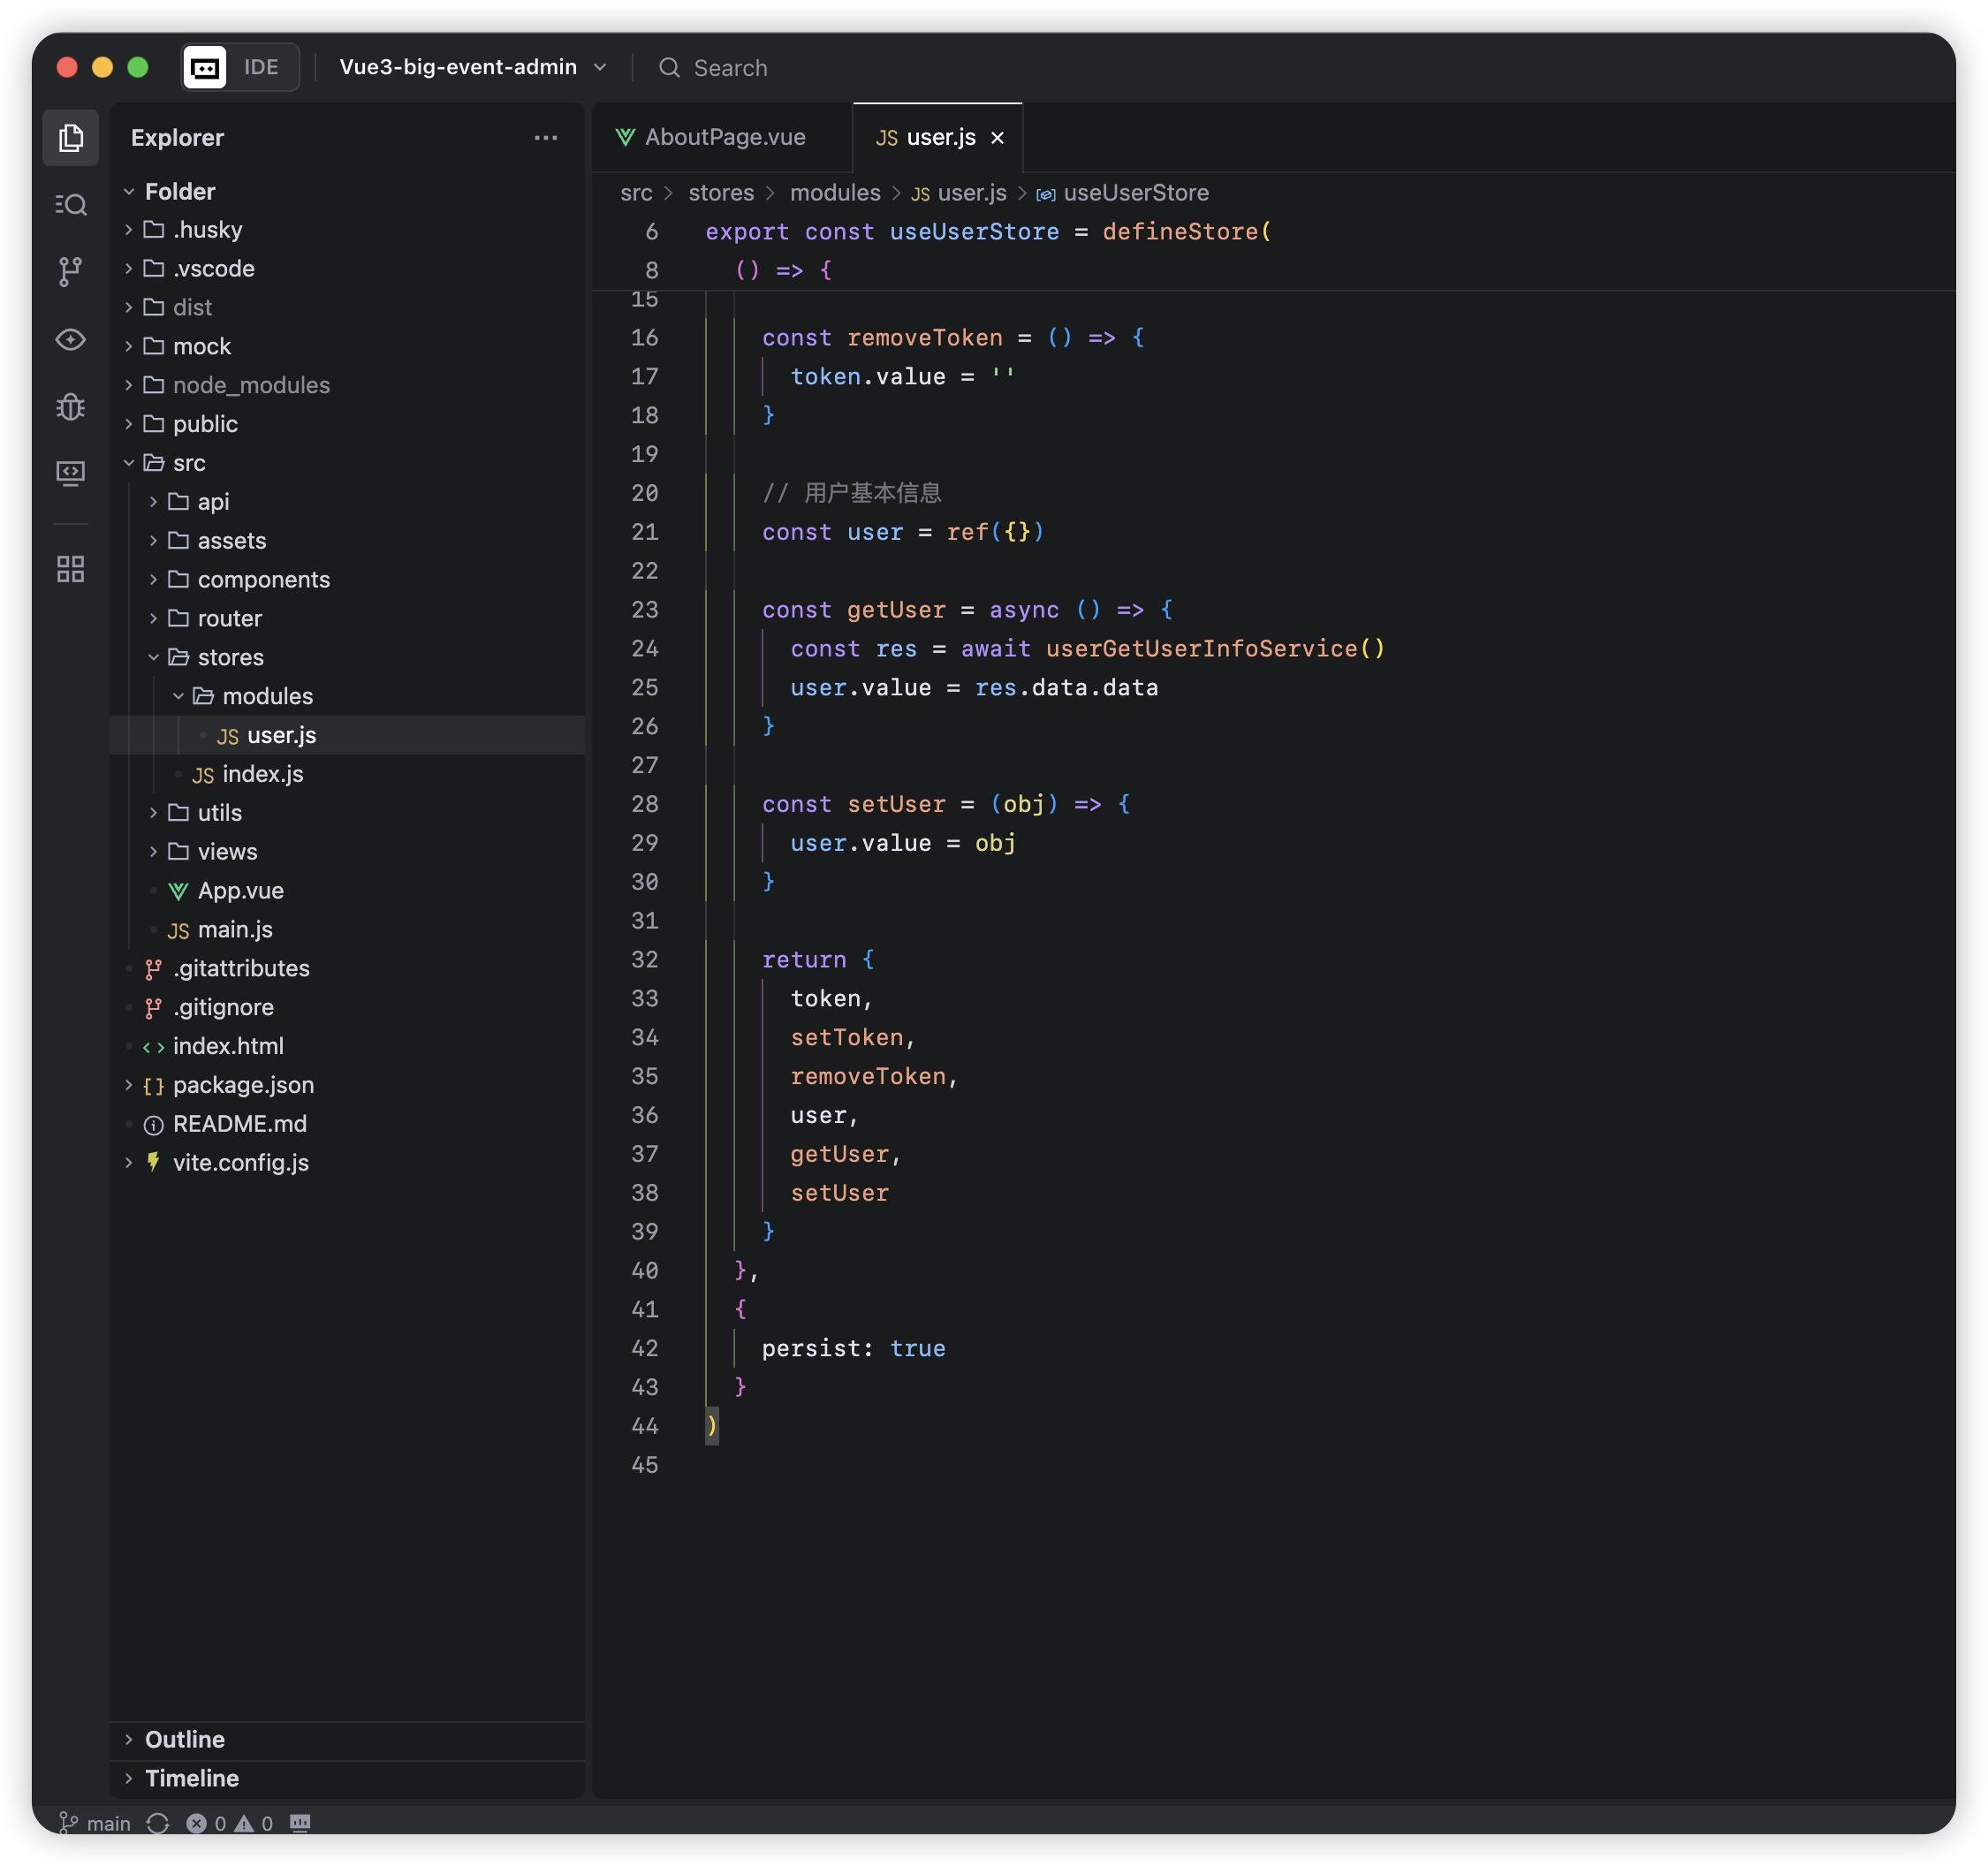 IDE
Vue3-big-event-admin
Search
Explorer
Folder
.husky
.vscode
dist
mock
node_modules
public
src
api
assets
components
router
stores
modules
JS user.js
JS index.js
utils
views
App.vue
JS main.js
.gitattributes
.gitignore
index.html
package.json
README.md
vite.config.js
Outline
Timeline
AboutPage.vue
JS user.js
src > stores > modules > JS user.js > useUserStore
6 export const useUserStore = defineStore(
8 () => {
15
16 const removeToken = () => {
17 token.value = ''
18 }
19
20 // 用户基本信息
21 const user = ref({})
22
23 const getUser = async () => {
24 const res = await userGetUserInfoService()
25 user.value = res.data.data
26 }
27
28 const setUser = (obj) => {
29 user.value = obj
30 }
31
32 return {
33 token,
34 setToken,
35 removeToken,
36 user,
37 getUser,
38 setUser
39 }
40 },
41 {
42 persist: true
43 }
44 )
45
main 0 0